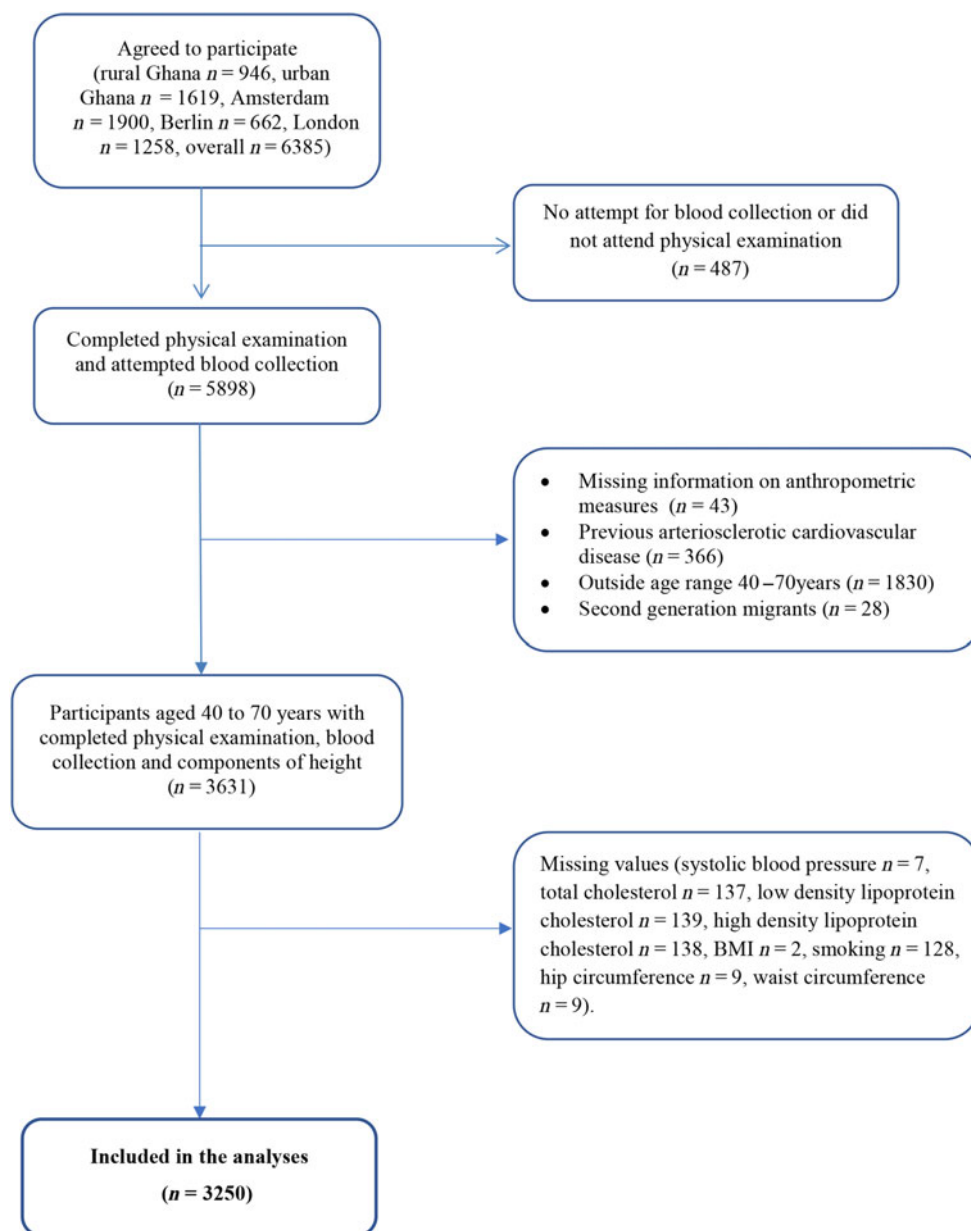 Agreed to participate
(rural Ghana n = 946, urban
Ghana n = 1619, Amsterdam
n = 1900, Berlin n = 662, London
n = 1258, overall n = 6385)
No attempt for blood collection or did
not attend physical examination
(n = 487)
Completed physical examination
and attempted blood collection
(n = 5898)
• Missing information on anthropometric
measures (n = 43)
• Previous arteriosclerotic cardiovascular
disease (n = 366)
• Outside age range 40–70years (n = 1830)
• Second generation migrants (n = 28)
Participants aged 40 to 70 years with
completed physical examination, blood
collection and components of height
(n = 3631)
Missing values (systolic blood pressure n = 7,
total cholesterol n = 137, low density lipoprotein
cholesterol n = 139, high density lipoprotein
cholesterol n = 138, BMI n = 2, smoking n = 128,
hip circumference n = 9, waist circumference
n = 9).
Included in the analyses
(n = 3250)